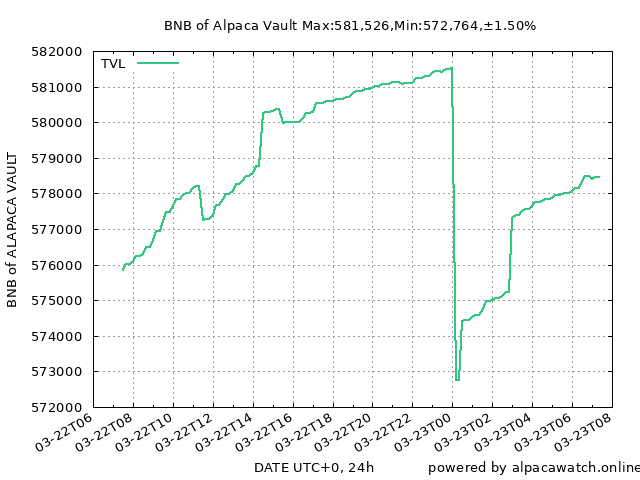 BNB of Alpaca Vault Max:581,526,Min:572,764,±1.50%
TVL
582000
581000
580000
579000
578000
577000
576000
575000
574000
573000
572000
BNB of ALAPACA VAULT
03-22T06
03-22T08
03-22T10
03-22T12
03-22T14
03-22T16
03-22T18
03-22T20
03-22T22
03-23T00
03-23T02
03-23T04
03-23T06
03-23T08
DATE UTC+0, 24h
powered by alpacawatch.online